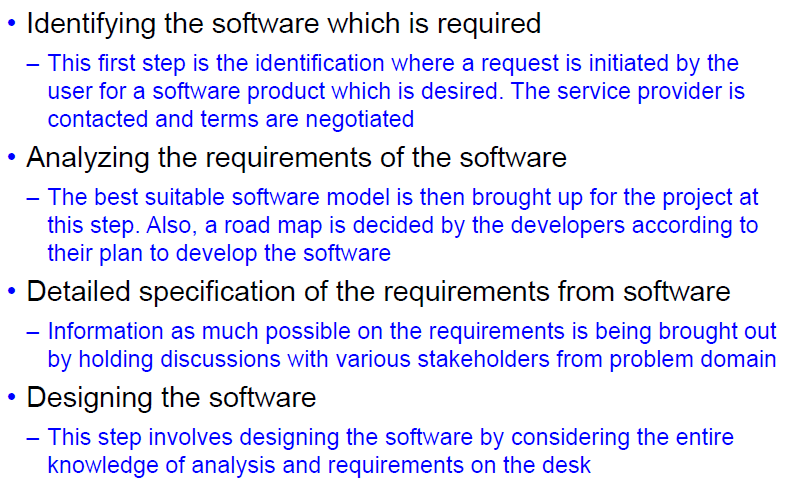 • Identifying the software which is required
– This first step is the identification where a request is initiated by the
user for a software product which is desired. The service provider is
contacted and terms are negotiated
• Analyzing the requirements of the software
– The best suitable software model is then brought up for the project at
this step. Also, a road map is decided by the developers according to
their plan to develop the software
• Detailed specification of the requirements from software
– Information as much possible on the requirements is being brought out
by holding discussions with various stakeholders from problem domain
• Designing the software
– This step involves designing the software by considering the entire
knowledge of analysis and requirements on the desk